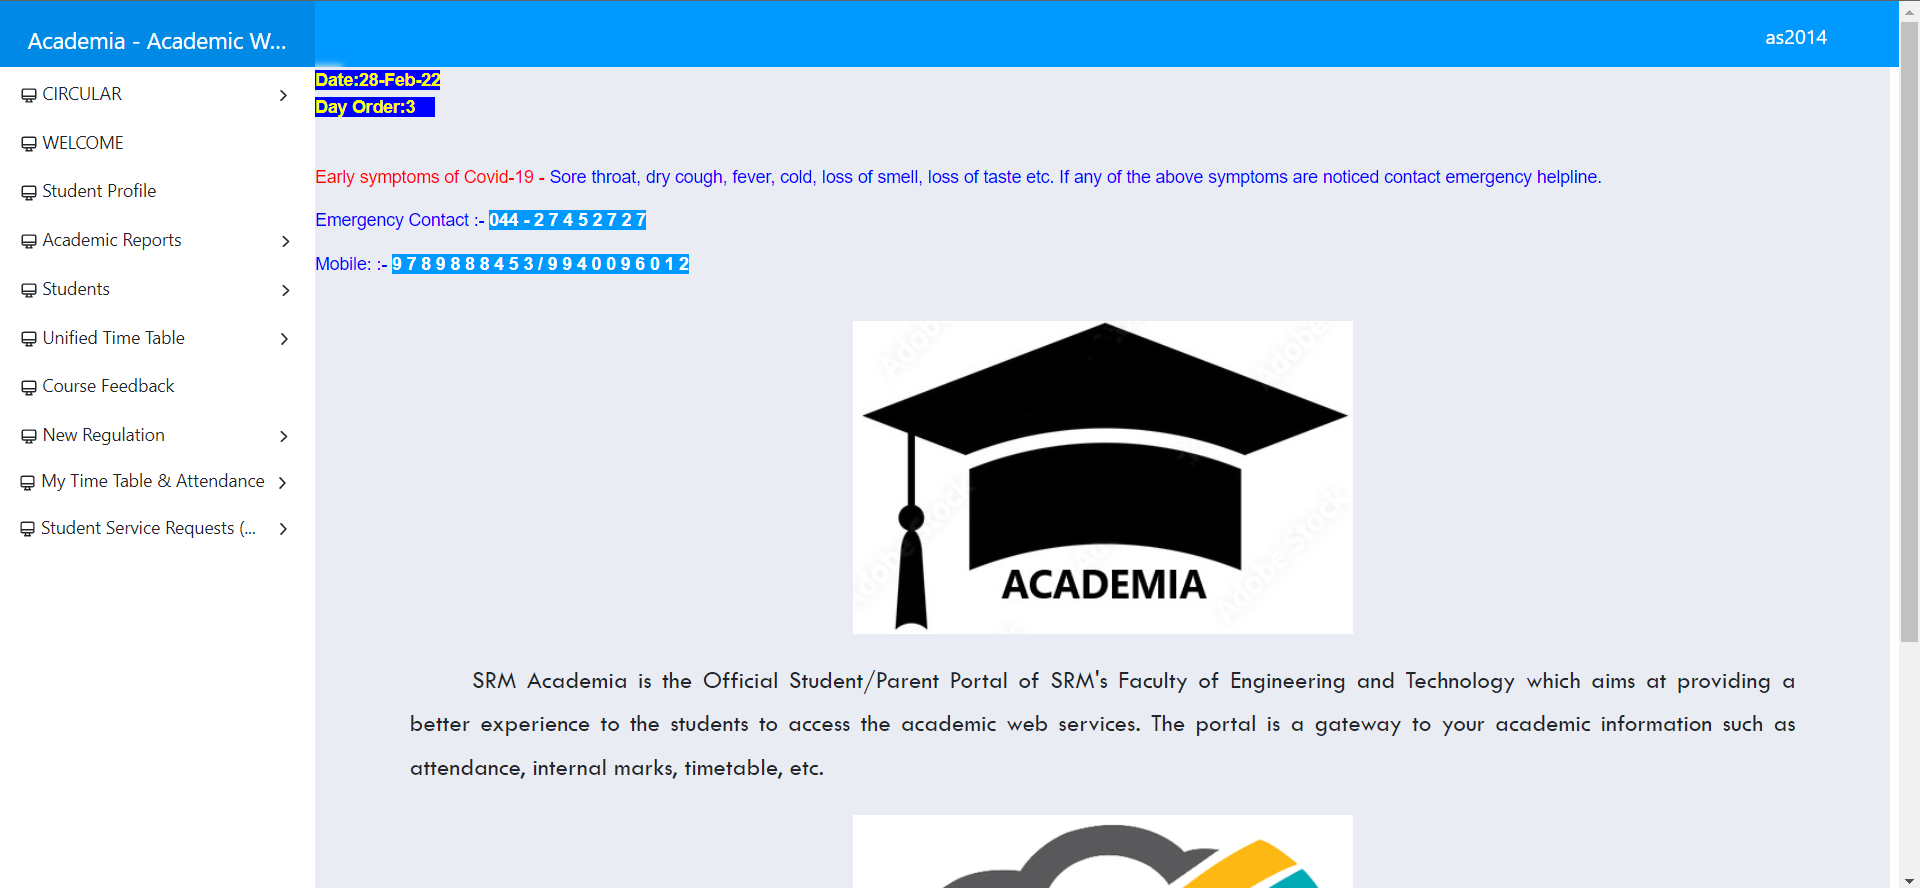 Academia - Academic W...
as2014
CIRCULAR
WELCOME
Student Profile
Academic Reports
Students
Unified Time Table
Course Feedback
New Regulation
My Time Table & Attendance
Student Service Requests (...
Date:28-Feb-22
Day Order:3
Early symptoms of Covid-19 - Sore throat, dry cough, fever, cold, loss of smell, loss of taste etc. If any of the above symptoms are noticed contact emergency helpline.
Emergency Contact :- 044 - 2 7 4 5 2 7 2 7
Mobile: :- 9 7 8 9 8 8 8 4 5 3 / 9 9 4 0 0 9 6 0 1 2
Adobe Stock
ACADEMIA
SRM Academia is the Official Student/Parent Portal of SRM's Faculty of Engineering and Technology which aims at providing a
better experience to the students to access the academic web services. The portal is a gateway to your academic information such as
attendance, internal marks, timetable, etc.